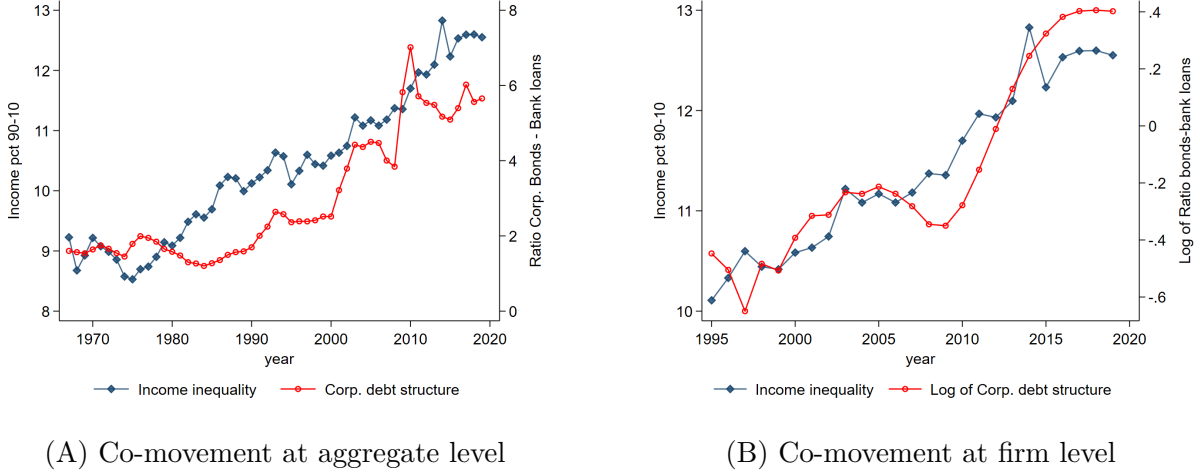 13
12
11
10
9
8
Income pct 90-10
8
6
4
2
0
Ratio Corp. Bonds - Bank loans
1970 1980 1990 2000 2010 2020
year
Income inequality Corp. debt structure
(A) Co-movement at aggregate level
13
12
11
10
Income pct 90-10
.4
.2
0
-.2
-.4
-.6
Log of Ratio bonds-bank loans
1995 2000 2005 2010 2015 2020
year
Income inequality Log of Corp. debt structure
(B) Co-movement at firm level